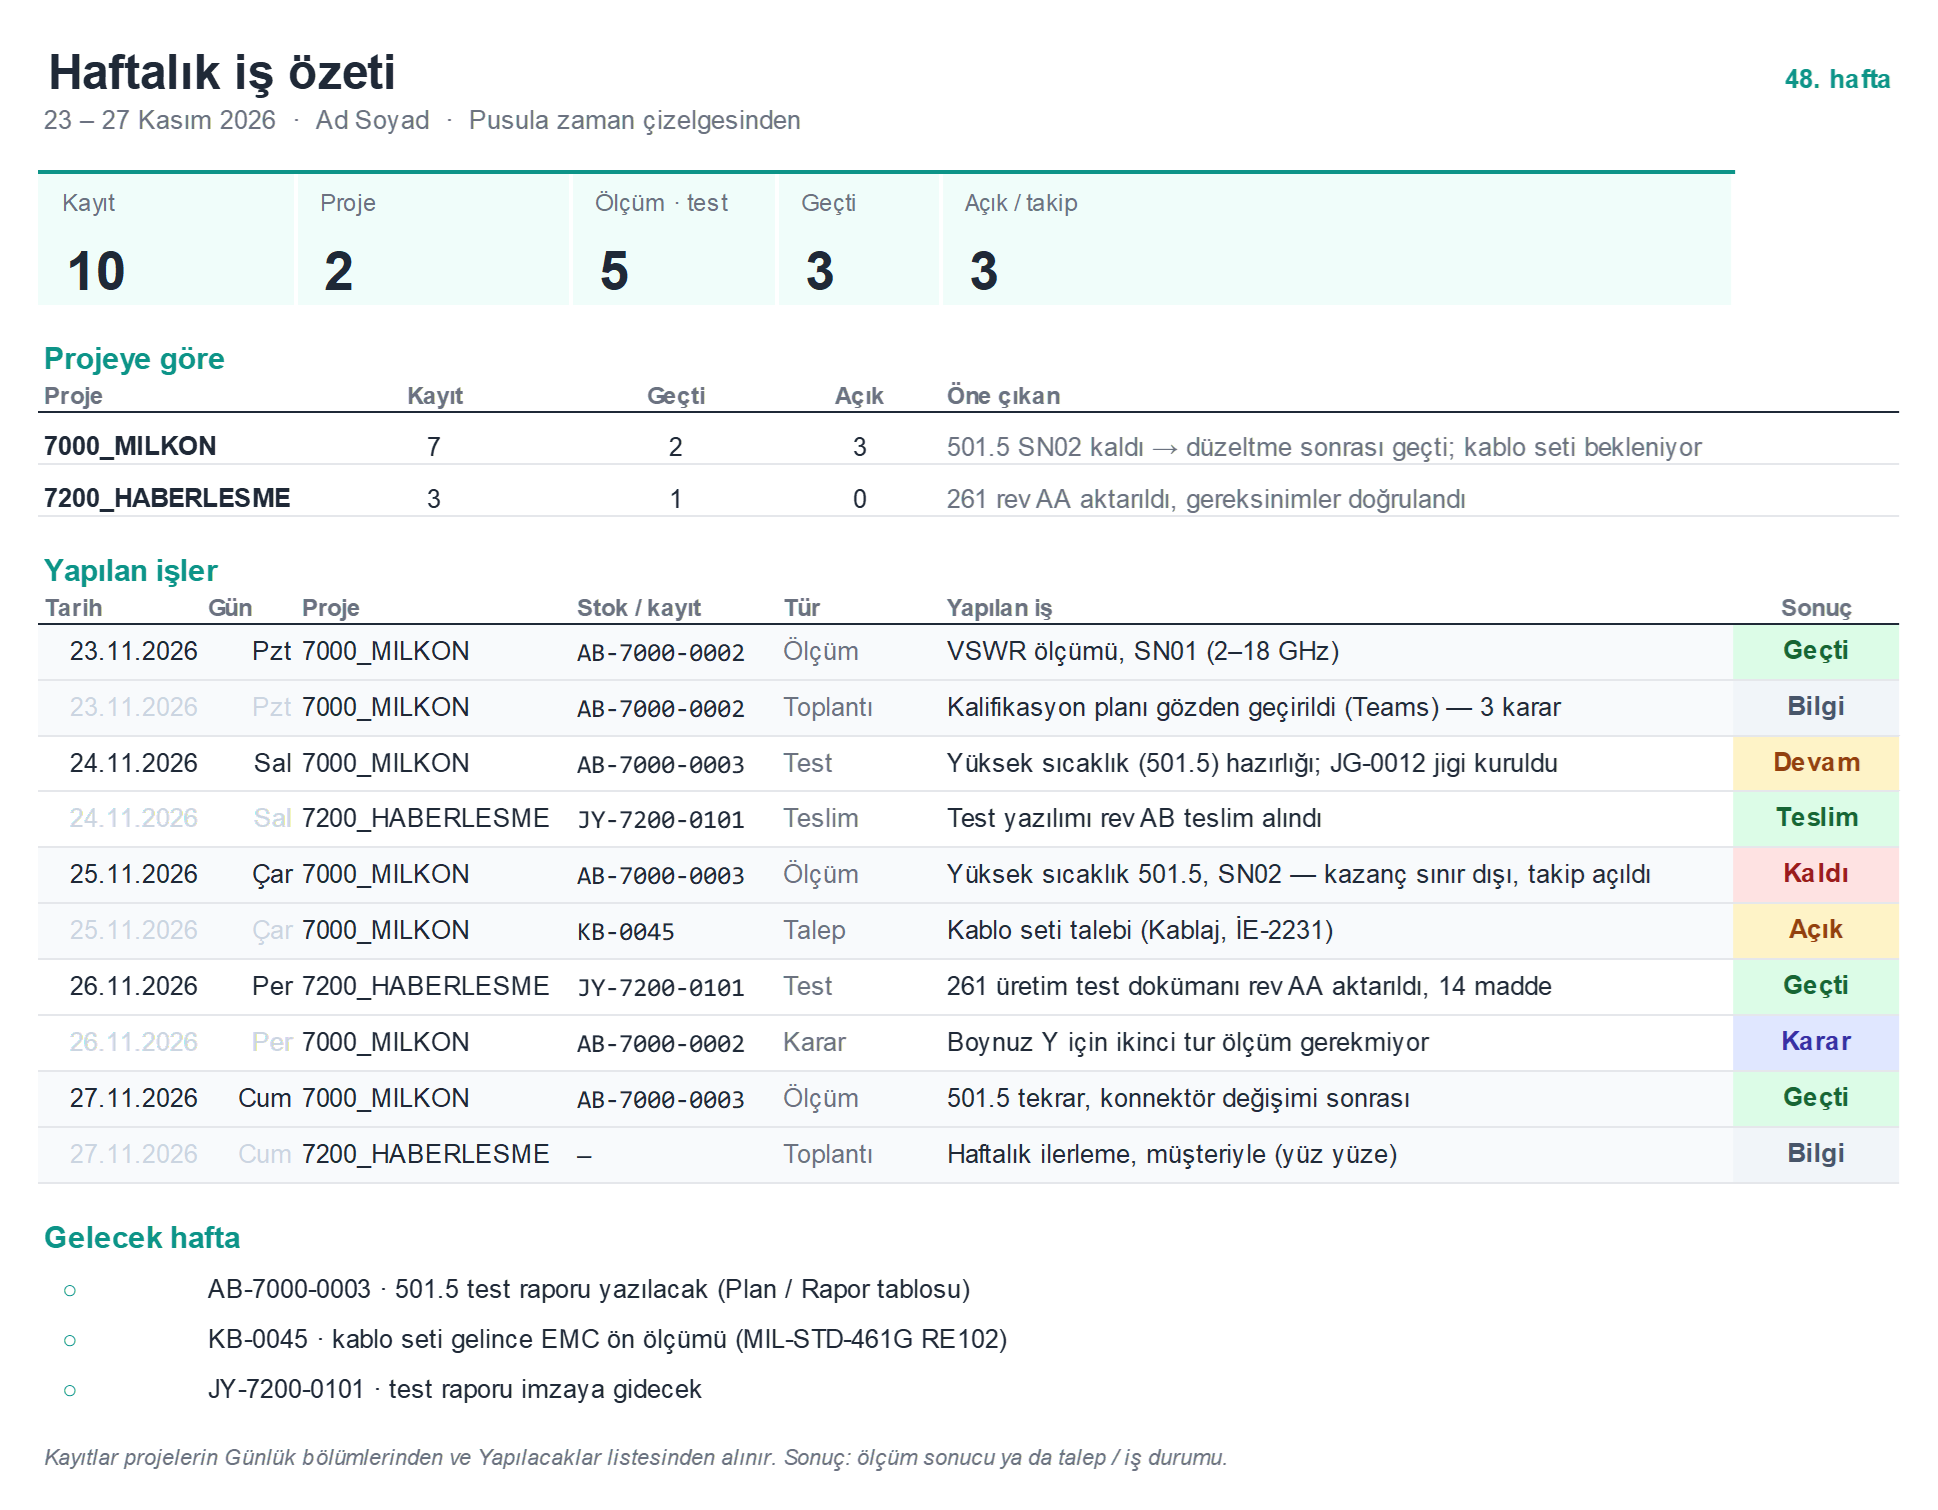 Haftalık iş özeti
48. hafta
23 – 27 Kasım 2026 · Ad Soyad · Pusula zaman çizelgesinden
Kayıt Proje Ölçüm · test Geçti Açık / takip
10 2 5 3 3
Projeye göre
Proje Kayıt Geçti Açık Öne çıkan
7000_MILKON 7 2 3 501.5 SN02 kaldı → düzeltme sonrası geçti; kablo seti bekleniyor
7200_HABERLESME 3 1 0 261 rev AA aktarıldı, gereksinimler doğrulandı
Yapılan işler
Tarih Gün Proje Stok / kayıt Tür Yapılan iş Sonuç
23.11.2026 Pzt 7000_MILKON AB-7000-0002 Ölçüm VSWR ölçümü, SN01 (2–18 GHz) Geçti
23.11.2026 Pzt 7000_MILKON AB-7000-0002 Toplantı Kalifikasyon planı gözden geçirildi (Teams) — 3 karar Bilgi
24.11.2026 Sal 7000_MILKON AB-7000-0003 Test Yüksek sıcaklık (501.5) hazırlığı; JG-0012 jigi kuruldu Devam
24.11.2026 Sal 7200_HABERLESME JY-7200-0101 Teslim Test yazılımı rev AB teslim alındı Teslim
25.11.2026 Çar 7000_MILKON AB-7000-0003 Ölçüm Yüksek sıcaklık 501.5, SN02 — kazanç sınır dışı, takip açıldı Kaldı
25.11.2026 Çar 7000_MILKON KB-0045 Talep Kablo seti talebi (Kablaj, İE-2231) Açık
26.11.2026 Per 7200_HABERLESME JY-7200-0101 Test 261 üretim test dokümanı rev AA aktarıldı, 14 madde Geçti
26.11.2026 Per 7000_MILKON AB-7000-0002 Karar Boynuz Y için ikinci tur ölçüm gerekmiyor Karar
27.11.2026 Cum 7000_MILKON AB-7000-0003 Ölçüm 501.5 tekrar, konnektör değişimi sonrası Geçti
27.11.2026 Cum 7200_HABERLESME – Toplantı Haftalık ilerleme, müşteriyle (yüz yüze) Bilgi
Gelecek hafta
○ AB-7000-0003 · 501.5 test raporu yazılacak (Plan / Rapor tablosu)
○ KB-0045 · kablo seti gelince EMC ön ölçümü (MIL-STD-461G RE102)
○ JY-7200-0101 · test raporu imzaya gidecek
Kayıtlar projelerin Günlük bölümlerinden ve Yapılacaklar listesinden alınır. Sonuç: ölçüm sonucu ya da talep / iş durumu.